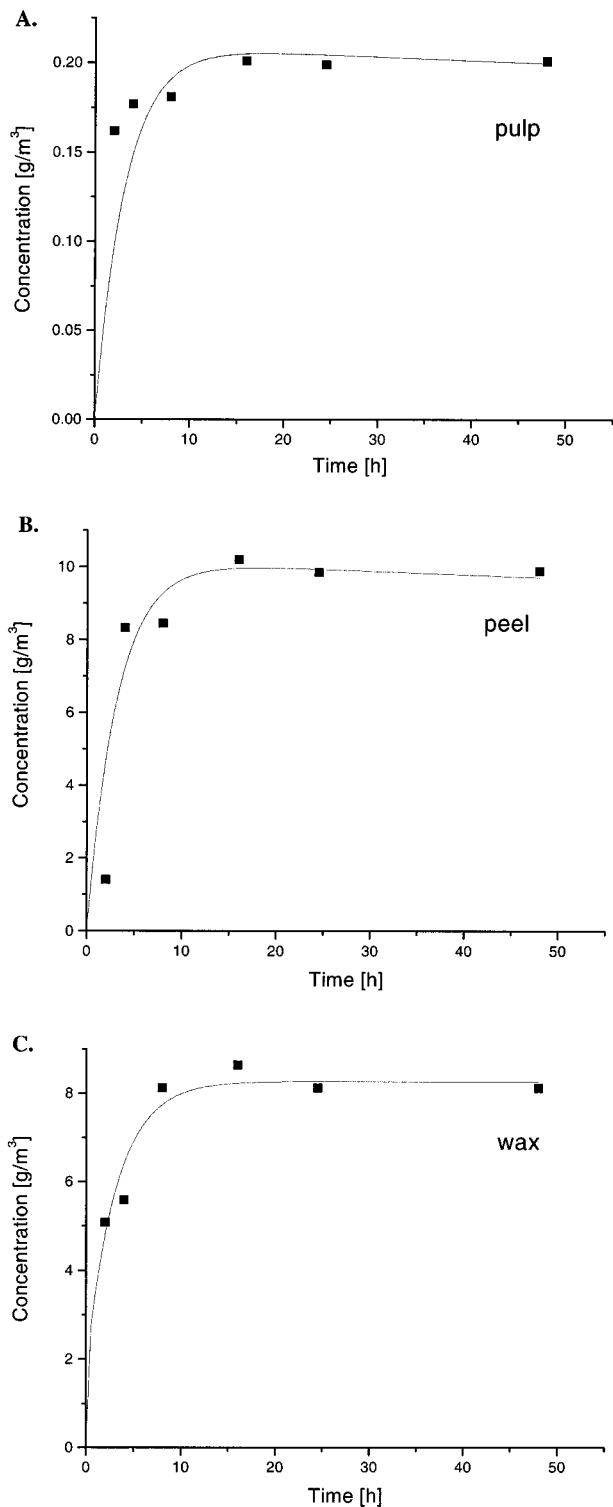 A.
0.20
0.15
0.10
0.05
0.00
Concentration [g/m³]
pulp
0 10 20 30 40 50
Time [h]
B.
10
8
6
4
2
0
Concentration [g/m³]
peel
0 10 20 30 40 50
Time [h]
C.
8
6
4
2
0
Concentration [g/m³]
wax
0 10 20 30 40 50
Time [h]